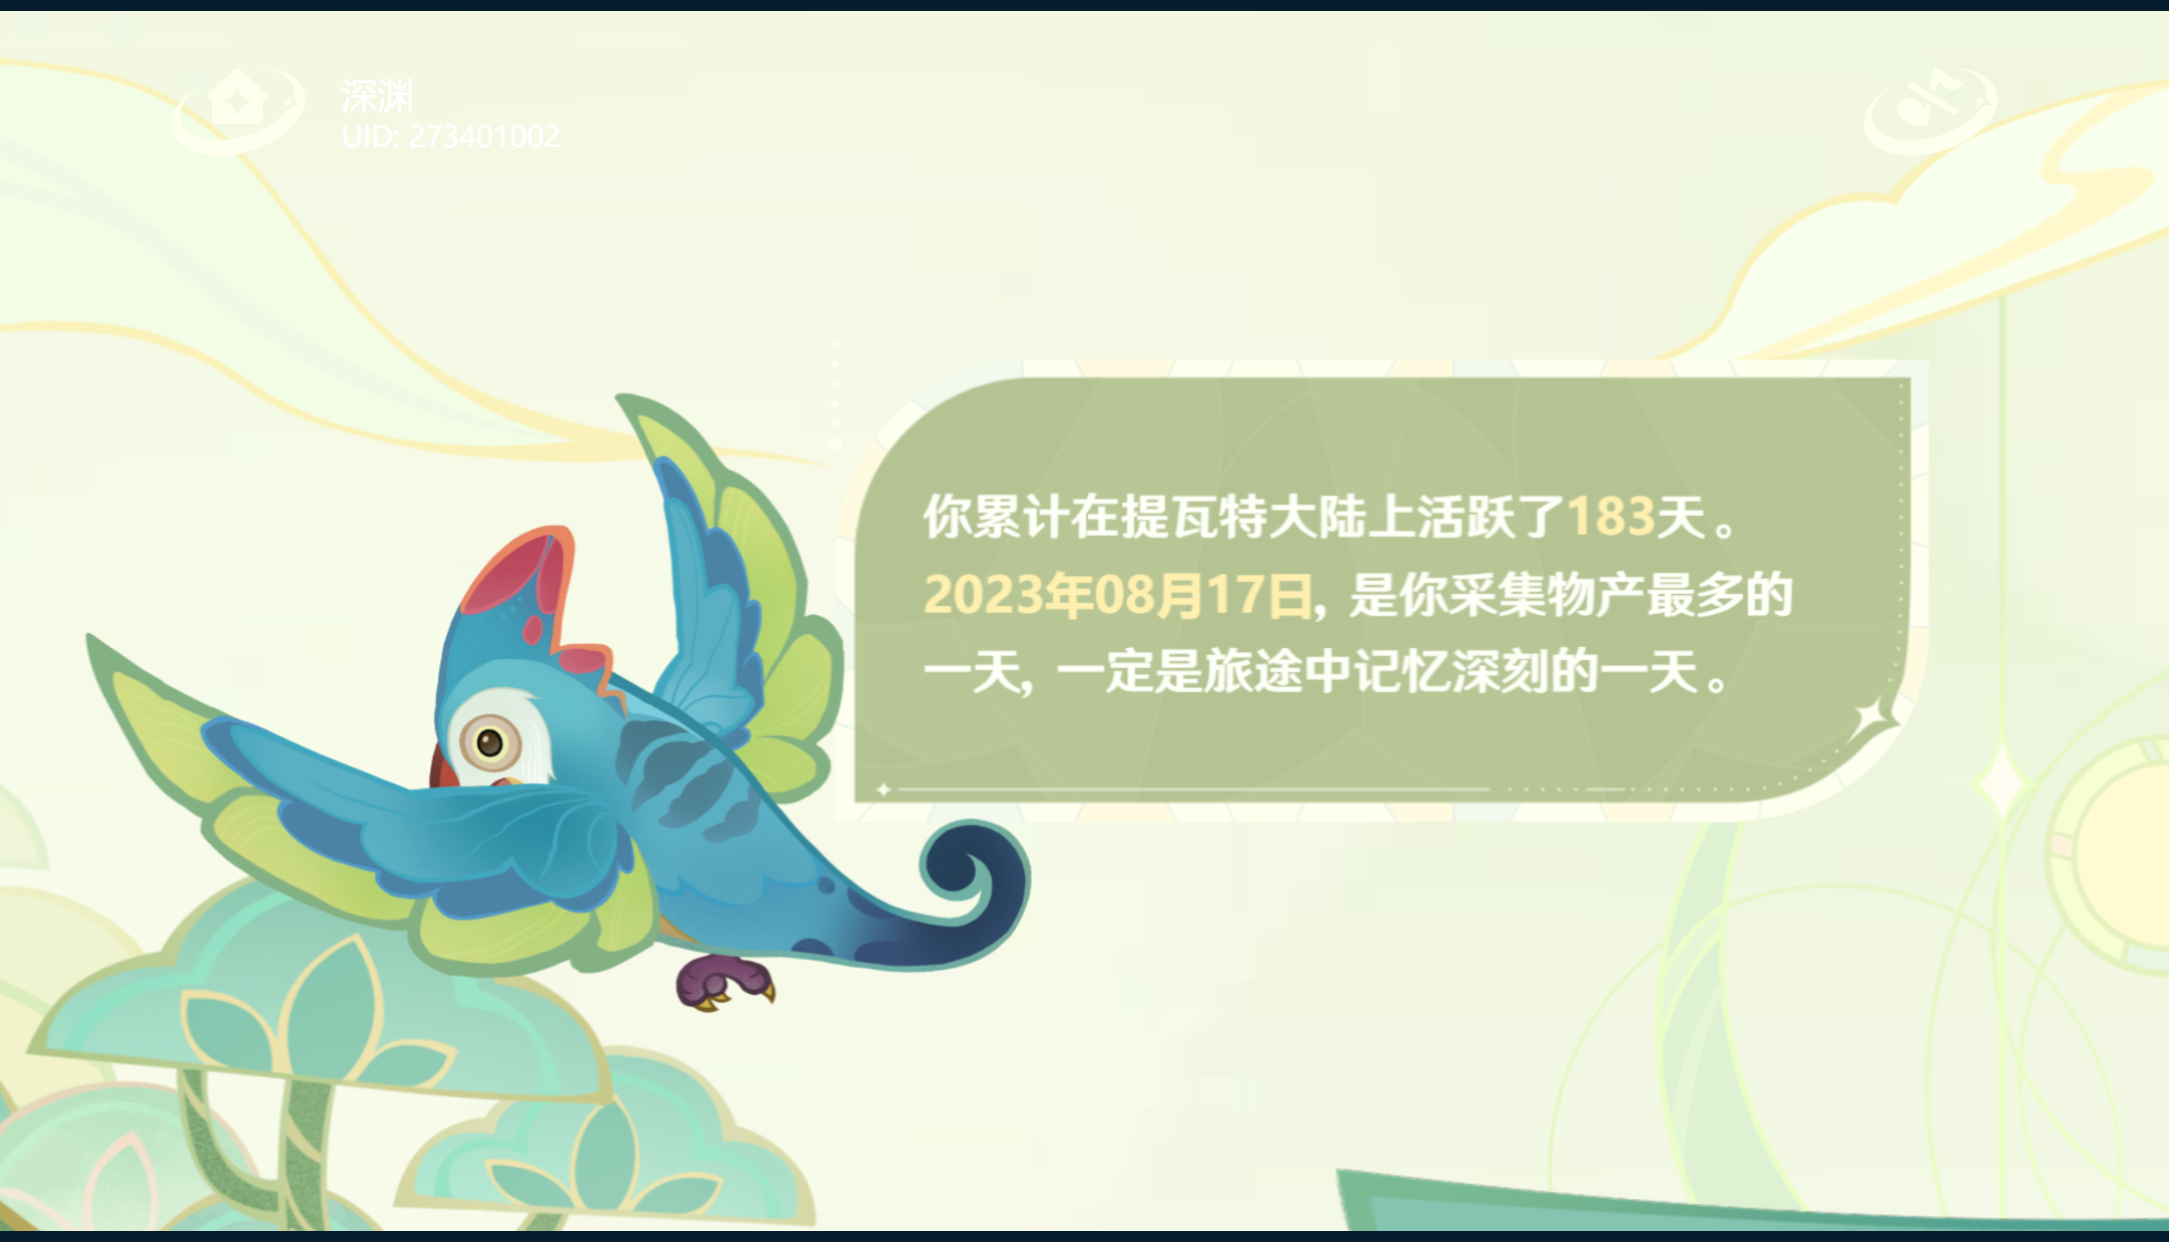 深渊
UID: 273401002
你累计在提瓦特大陆上活跃了183天。
2023年08月17日, 是你采集物产最多的
一天, 一定是旅途中记忆深刻的一天。